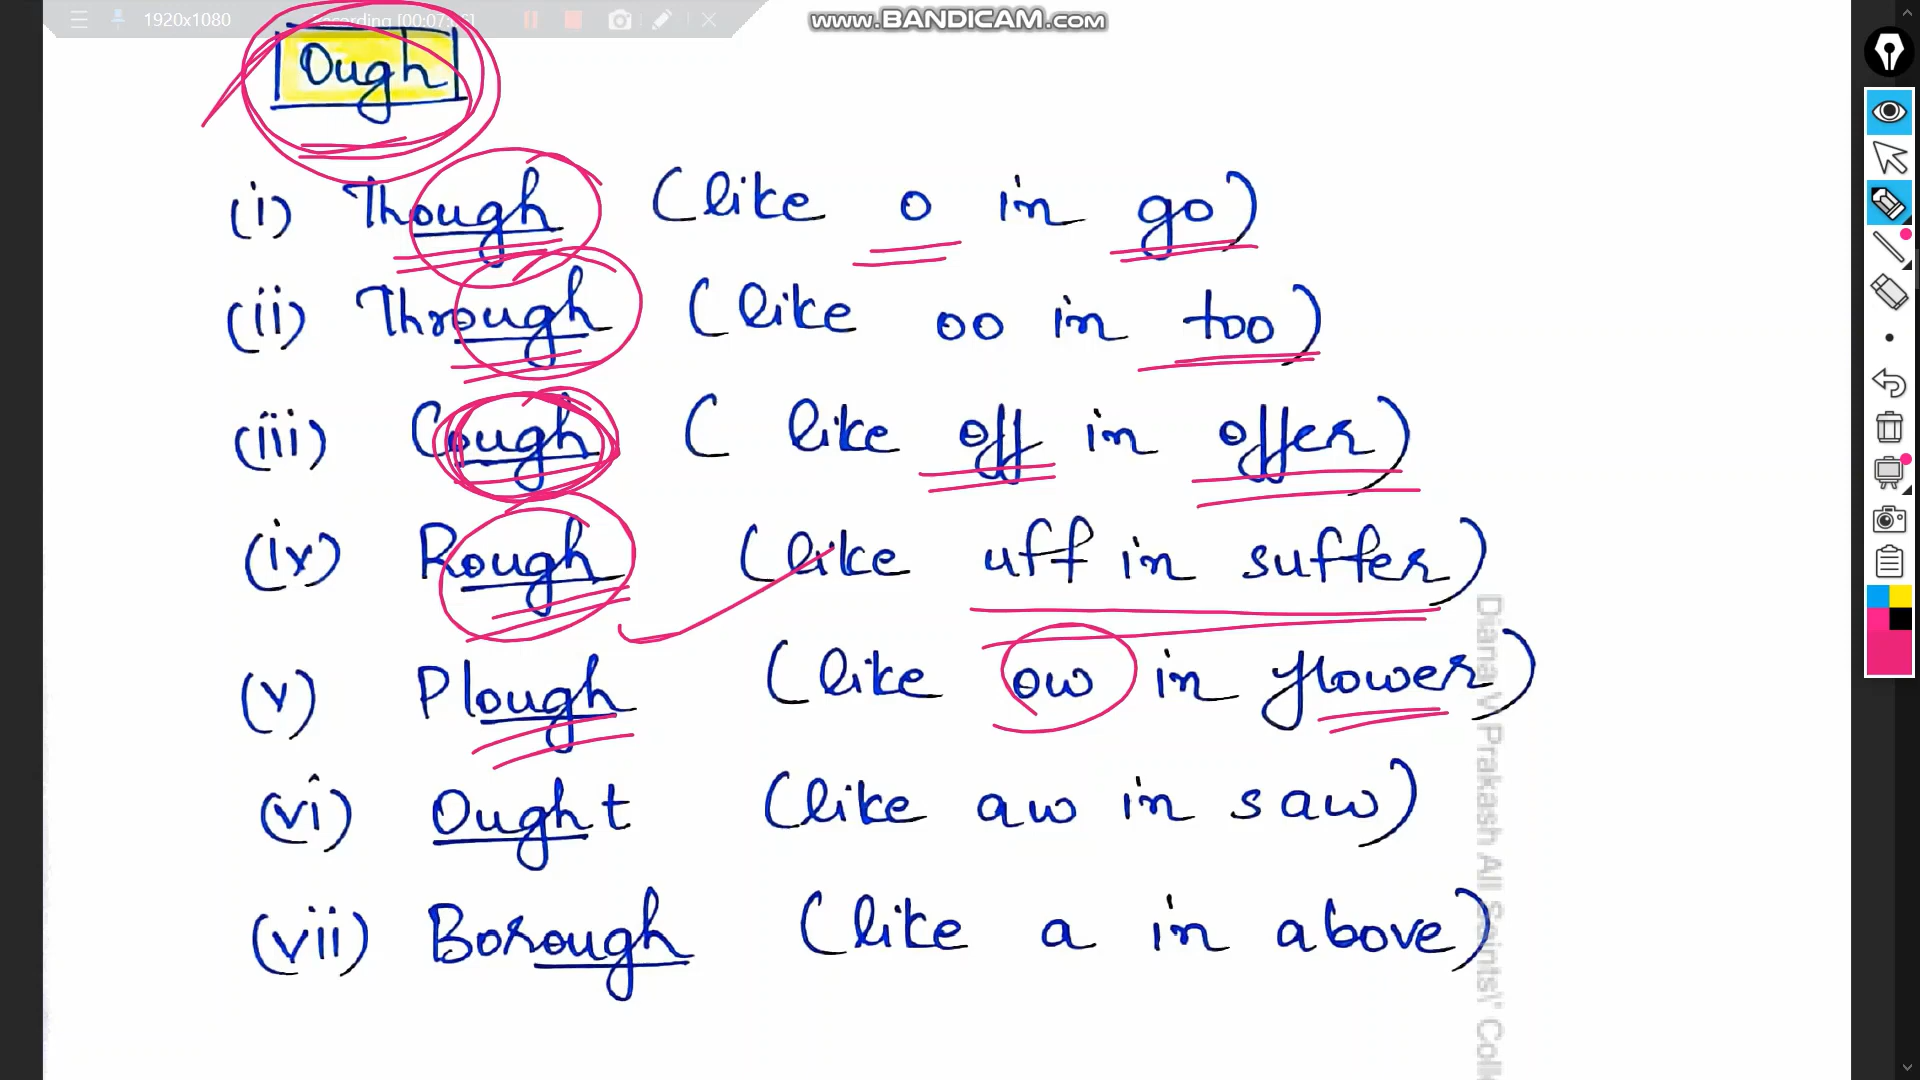 1920x1080
www.BANDICAM.com
Ough
(i) Though (like o in go)
(ii) Through (like oo in too)
(iii) Cough ( like off in offer)
(ix) Rough (like uff in suffer)
(v) Plough (like ow in flower)
(vi) Ought (like aw in saw)
(vii) Borough (like a in above)
Diana V Prakash All Saints\' Coll